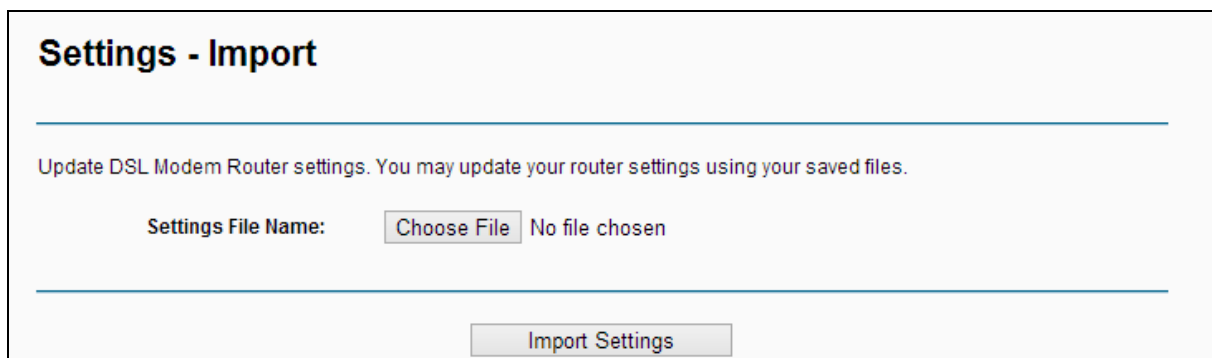 Settings - Import
Update DSL Modem Router settings. You may update your router settings using your saved files.
Settings File Name: Choose File No file chosen
Import Settings